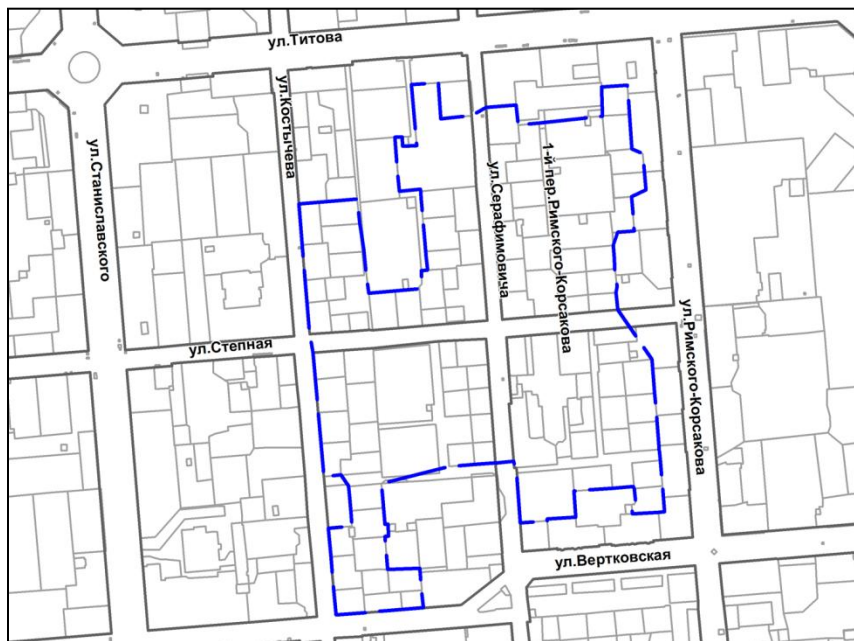 ул.Титова
ул.Костычева
ул.Станиславского
ул.Серафимовича
1-й пер.Римского-Корсакова
ул.Римского-Корсакова
ул.Степная
ул.Вертковская